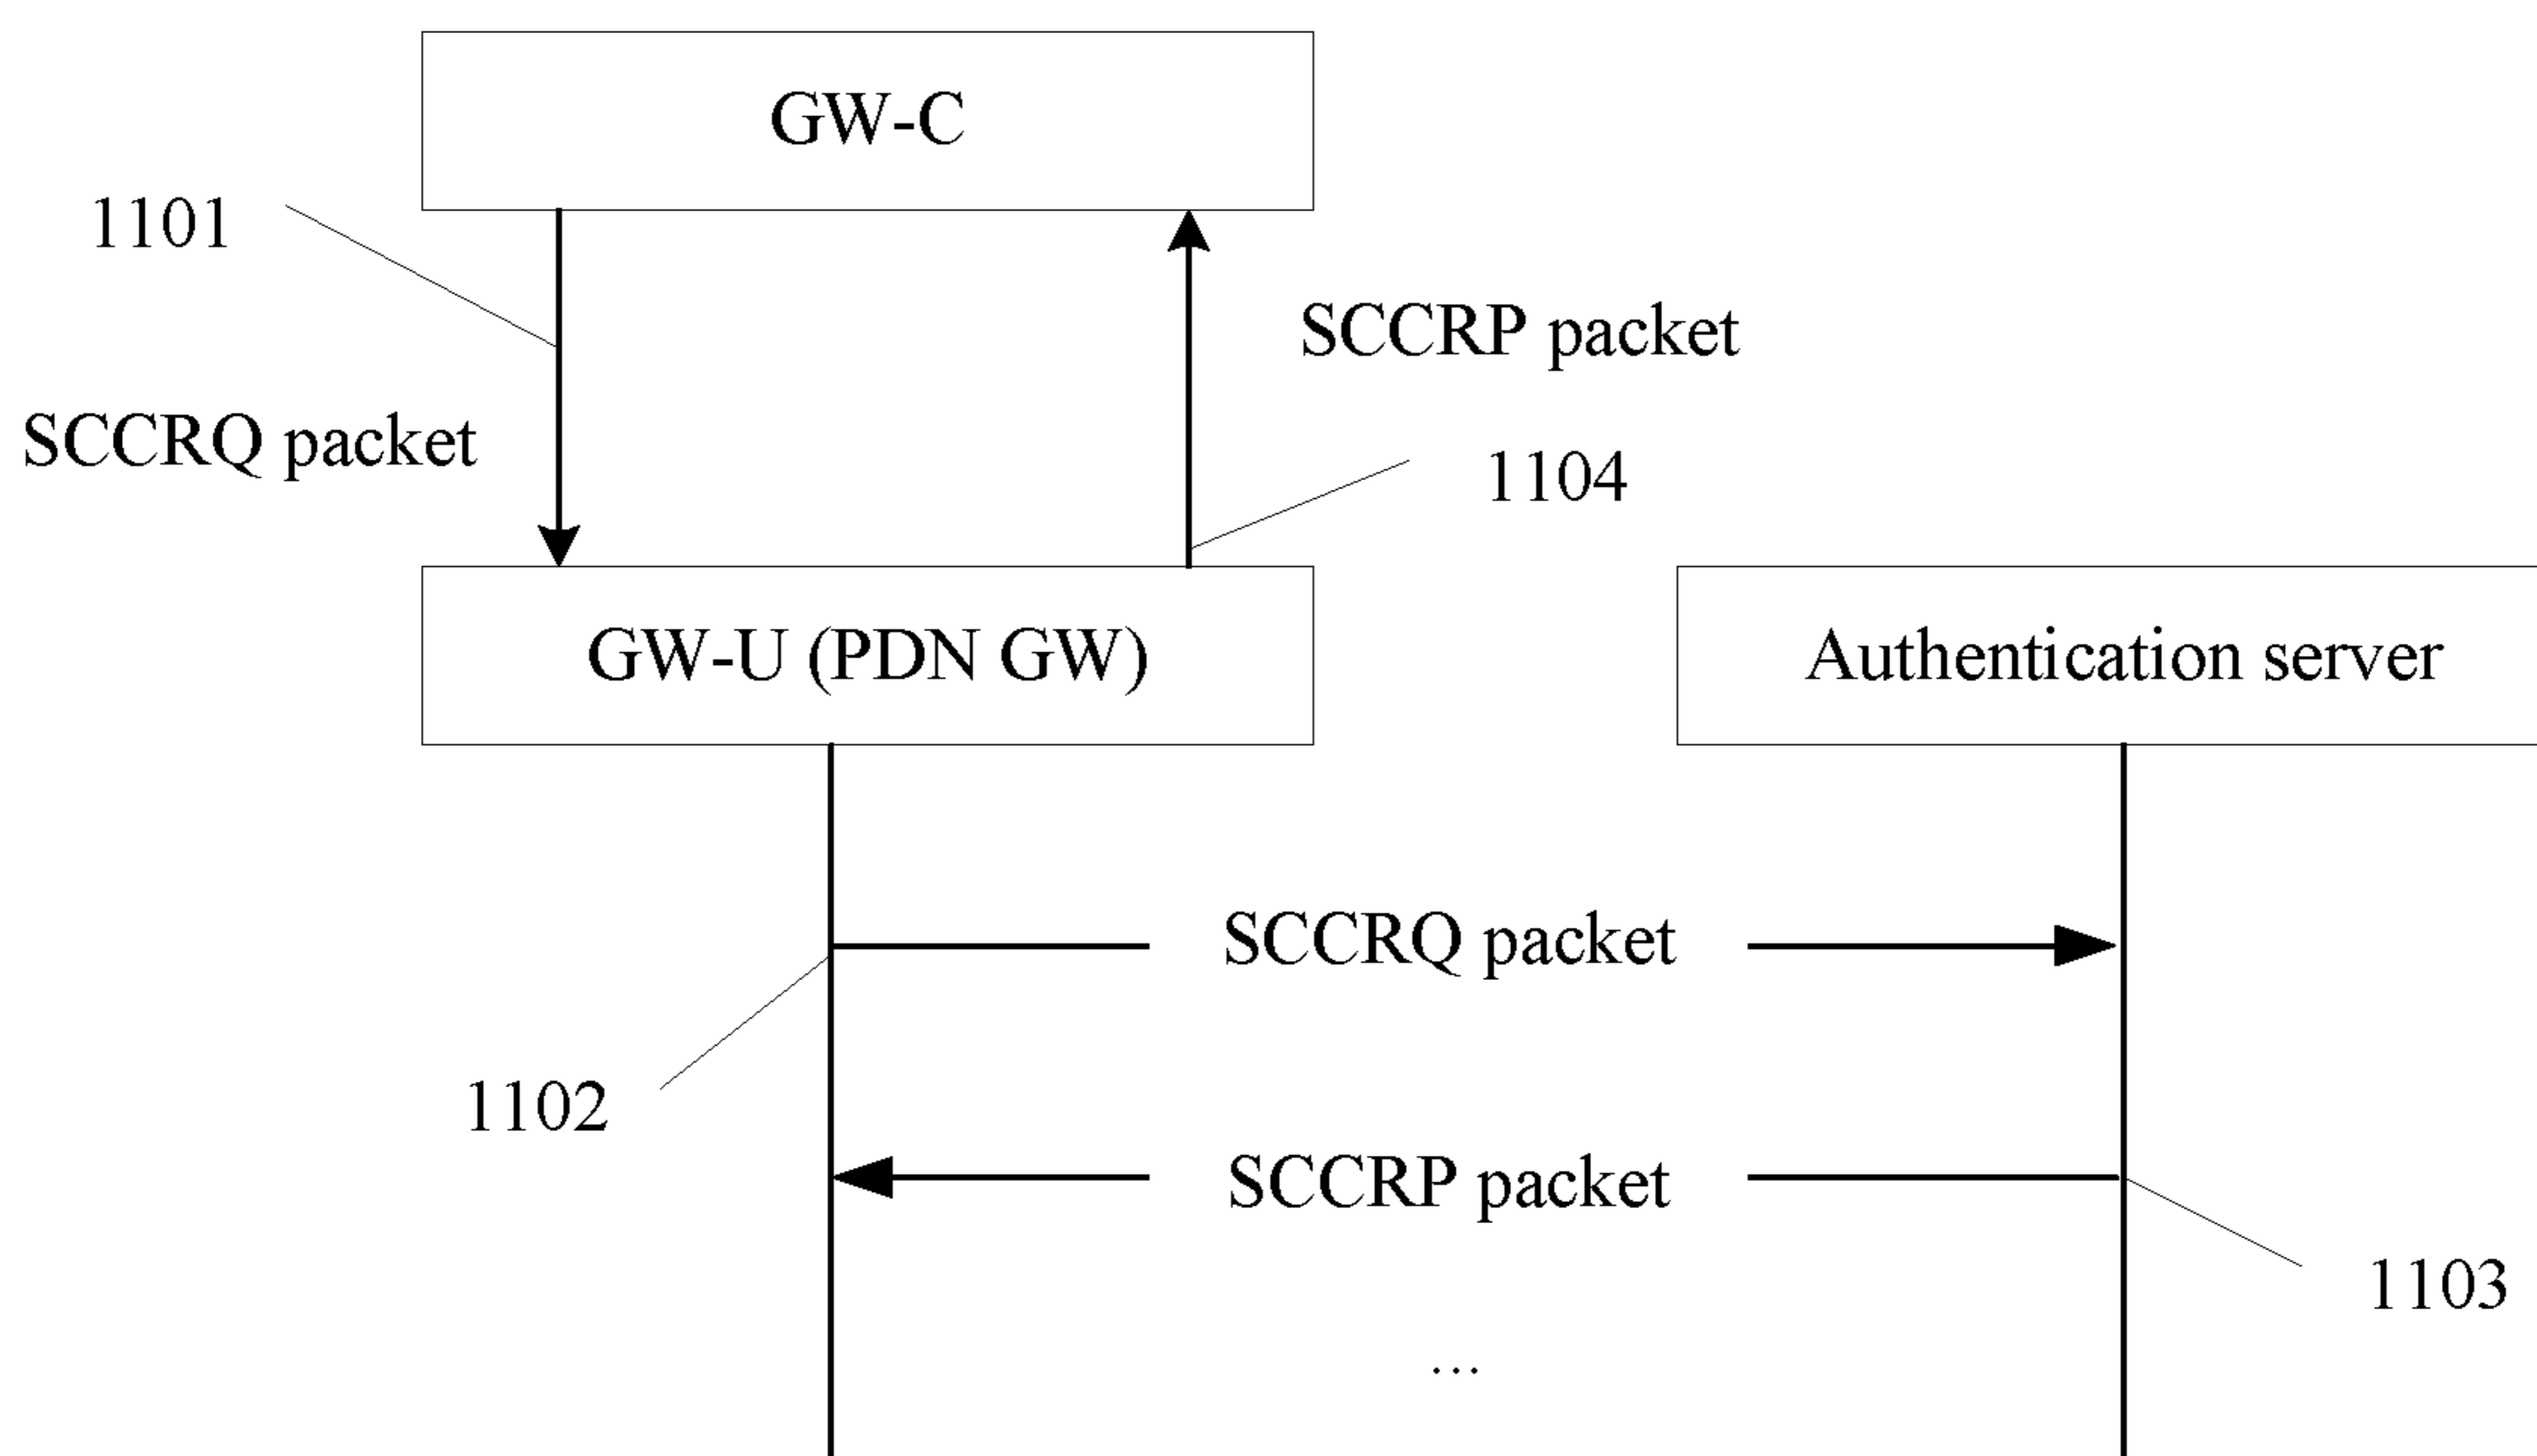 GW-C
1101
SCCRP packet
SCCRQ packet
1104
GW-U (PDN GW)
Authentication server
SCCRQ packet
1102
SCCRP packet
1103
...